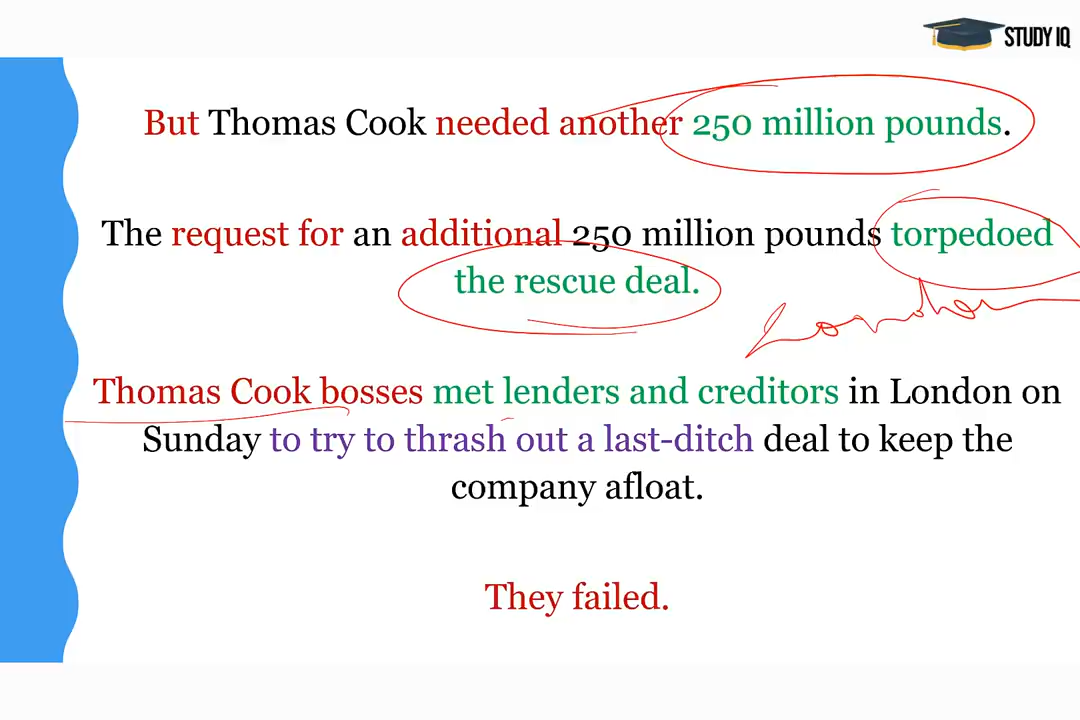 STUDY IQ
But Thomas Cook needed another 250 million pounds.
The request for an additional 250 million pounds torpedoed
the rescue deal.
London
Thomas Cook bosses met lenders and creditors in London on
Sunday to try to thrash out a last-ditch deal to keep the
company afloat.
They failed.